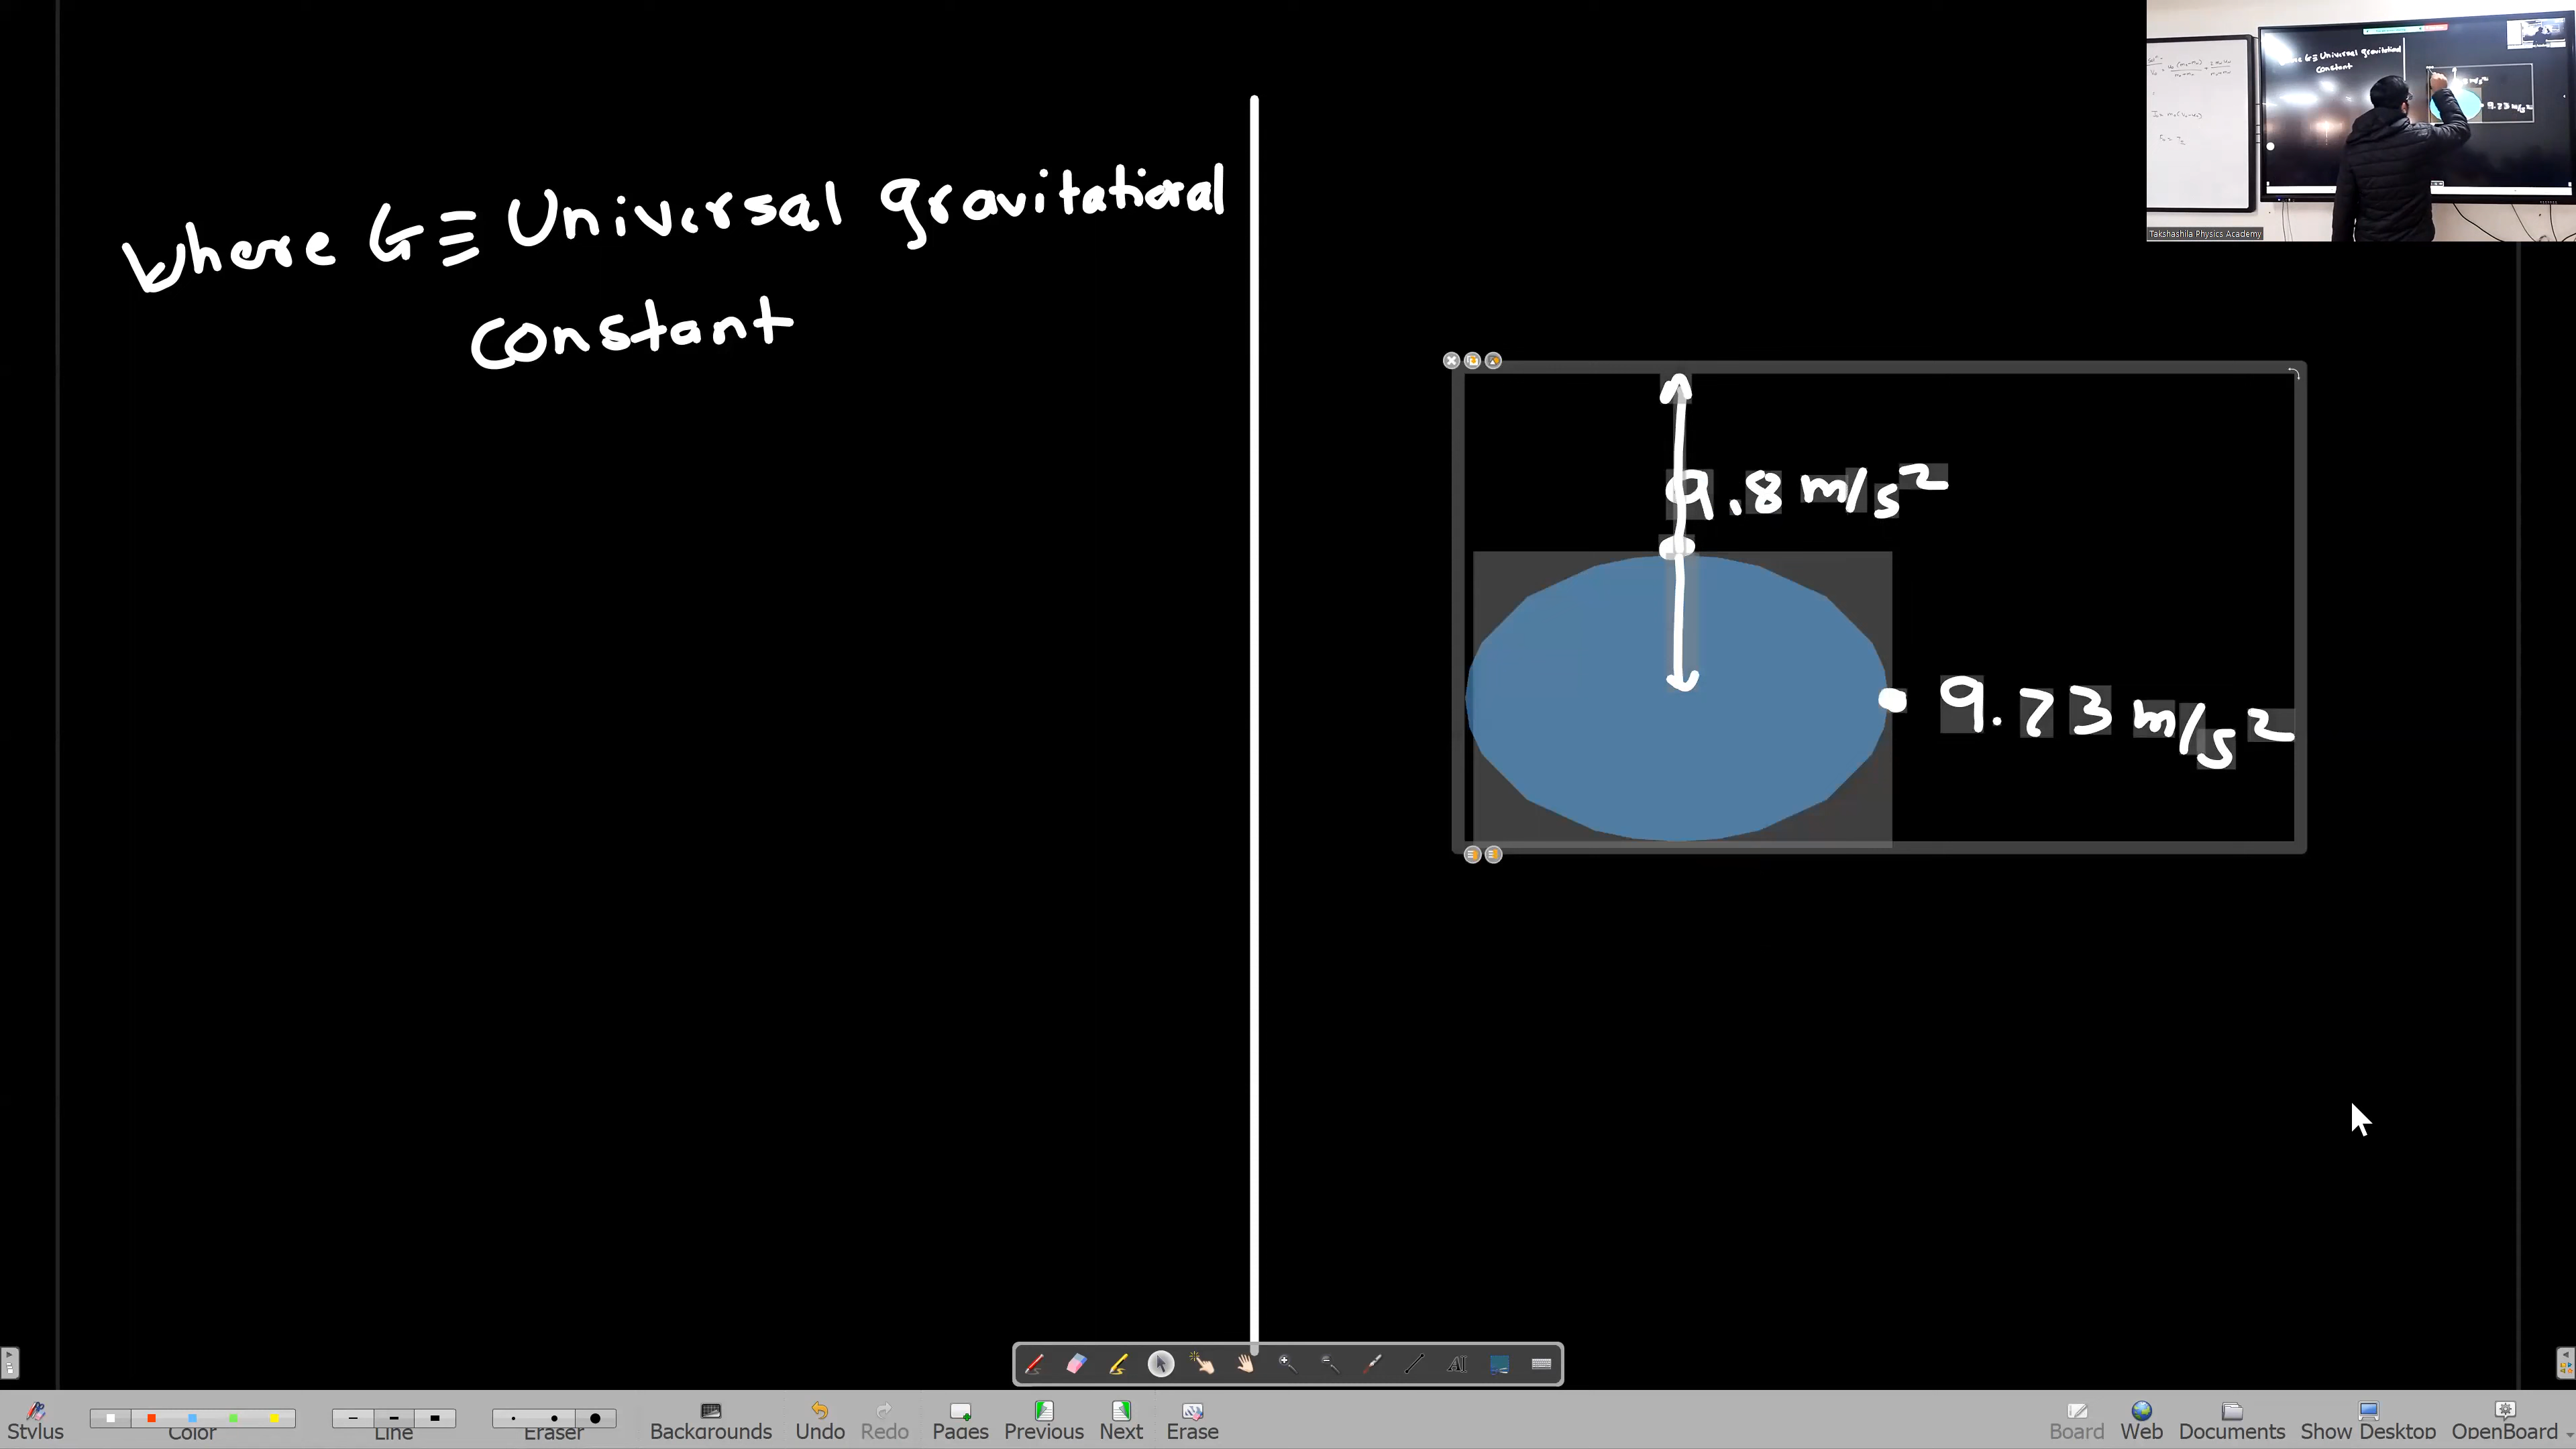 Where G ≡ Universal gravitational
constant
9.8 m/s²
9.73 m/s²
Takshashila Physics Academy
Stylus
Color
Line
Eraser
Backgrounds
Undo
Redo
Pages
Previous
Next
Erase
Board
Web
Documents
Show Desktop
OpenBoard